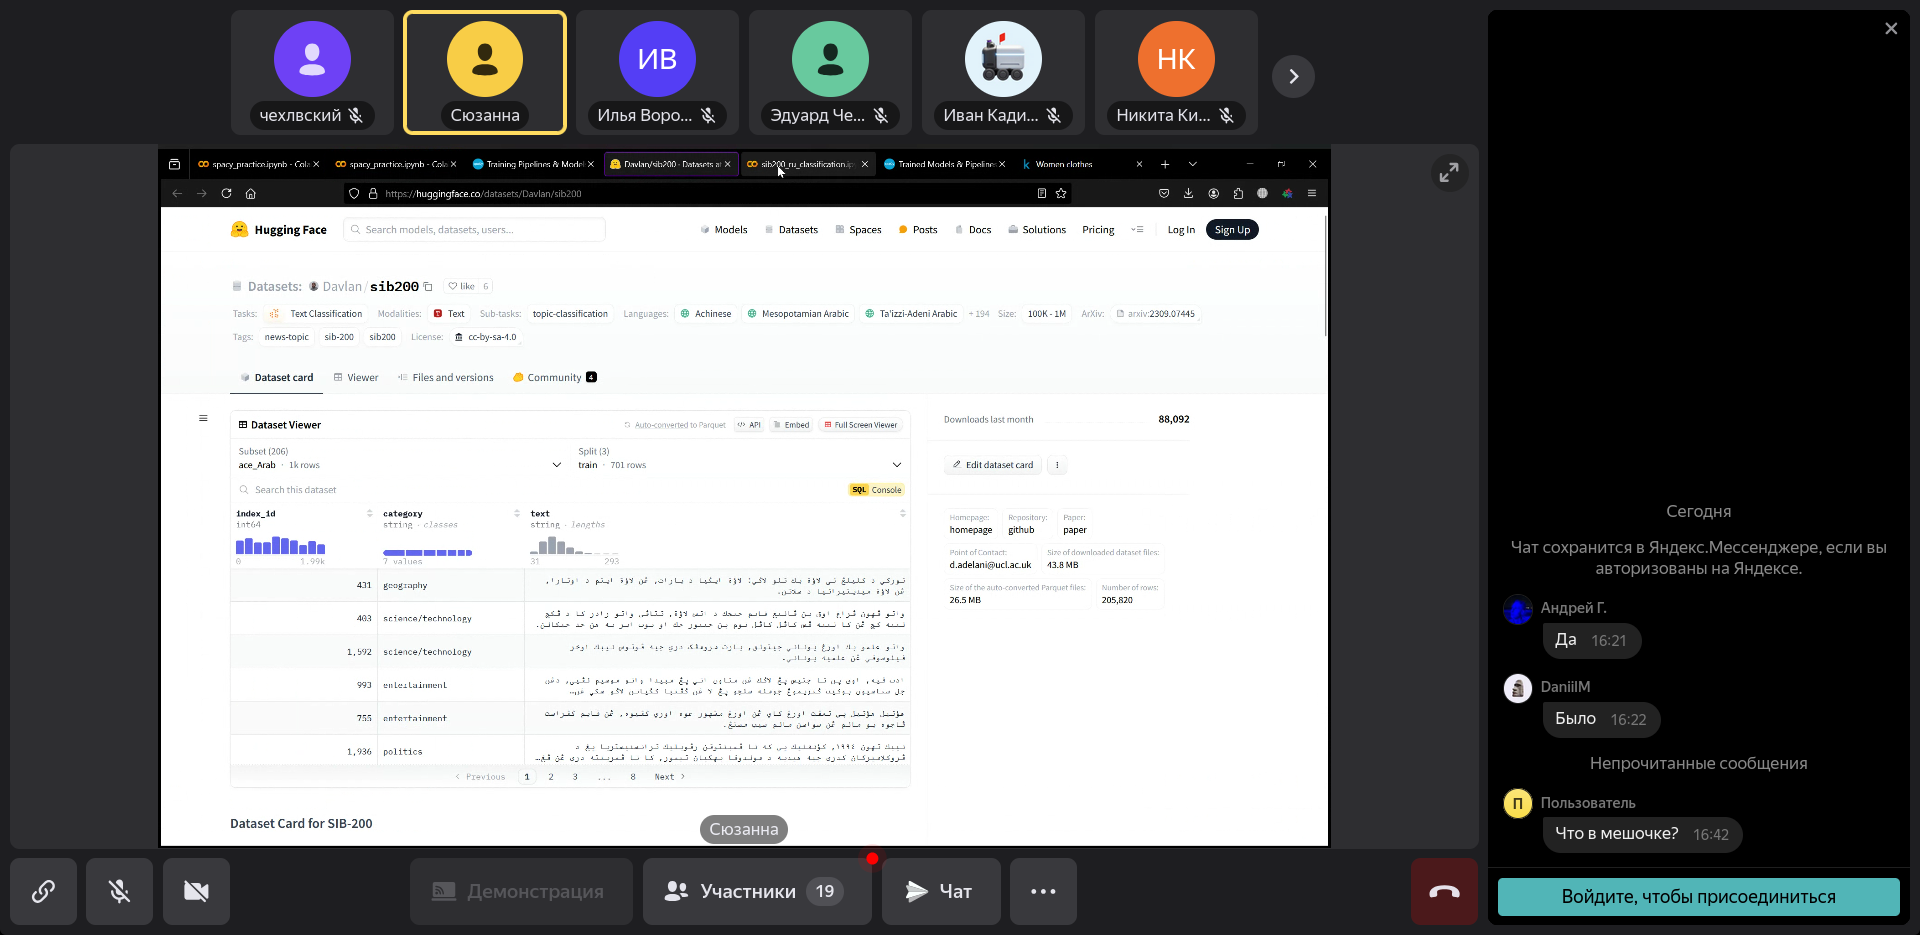 чехлвский
Сюзанна
ИВ
Илья Воро...
Эдуард Че...
Иван Кади...
НК
Никита Ки...
spacy_practice.ipynb - Cola
spacy_practice.ipynb - Cola
Training Pipelines & Model
Davlan/sib200 · Datasets at
sib200_ru_classification.ip
Trained Models & Pipelines
Women clothes
https://huggingface.co/datasets/Davlan/sib200
Hugging Face
Search models, datasets, users...
Models
Datasets
Spaces
Posts
Docs
Solutions
Pricing
Log In
Sign Up
Datasets: Davlan/sib200
like 6
Tasks: Text Classification
Modalities: Text
Sub-tasks: topic-classification
Languages: Achinese Mesopotamian Arabic Ta'izzi-Adeni Arabic + 194
Size: 100K - 1M
ArXiv: arxiv:2309.07445
Tags: news-topic sib-200 sib200
License: cc-by-sa-4.0
Dataset card
Viewer
Files and versions
Community 4
Dataset Viewer
Auto-converted to Parquet
API
Embed
Full Screen Viewer
Subset (206)
ace_Arab · 1k rows
Split (3)
train · 701 rows
Search this dataset
SQL Console
index_id
int64
0 1.99k
category
string · classes
7 values
text
string · lengths
31 293
431 geography
403 science/technology
1,592 science/technology
993 entertainment
755 entertainment
1,936 politics
Previous 1 2 3 ... 8 Next
Dataset Card for SIB-200
Downloads last month
88,092
Edit dataset card
Homepage:
homepage
Repository:
github
Paper:
paper
Point of Contact:
d.adelani@ucl.ac.uk
Size of downloaded dataset files:
43.8 MB
Size of the auto-converted Parquet files:
26.5 MB
Number of rows:
205,820
Сюзанна
Демонстрация
Участники 19
Чат
Сегодня
Чат сохранится в Яндекс.Мессенджере, если вы
авторизованы на Яндексе.
Андрей Г.
Да 16:21
DaniilM
Было 16:22
Непрочитанные сообщения
П
Пользователь
Что в мешочке? 16:42
Войдите, чтобы присоединиться